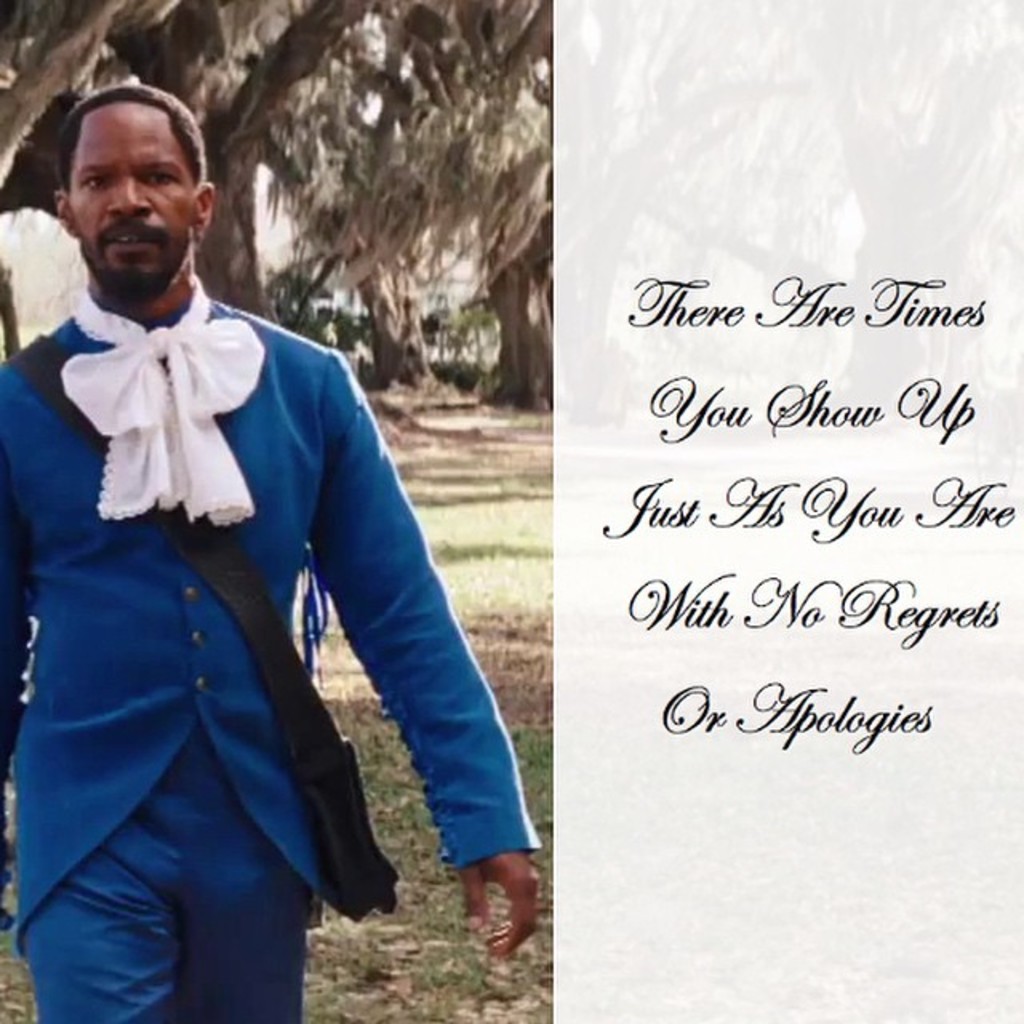 There Are Times
You Show Up
Just As You Are
With No Regrets
Or Apologies